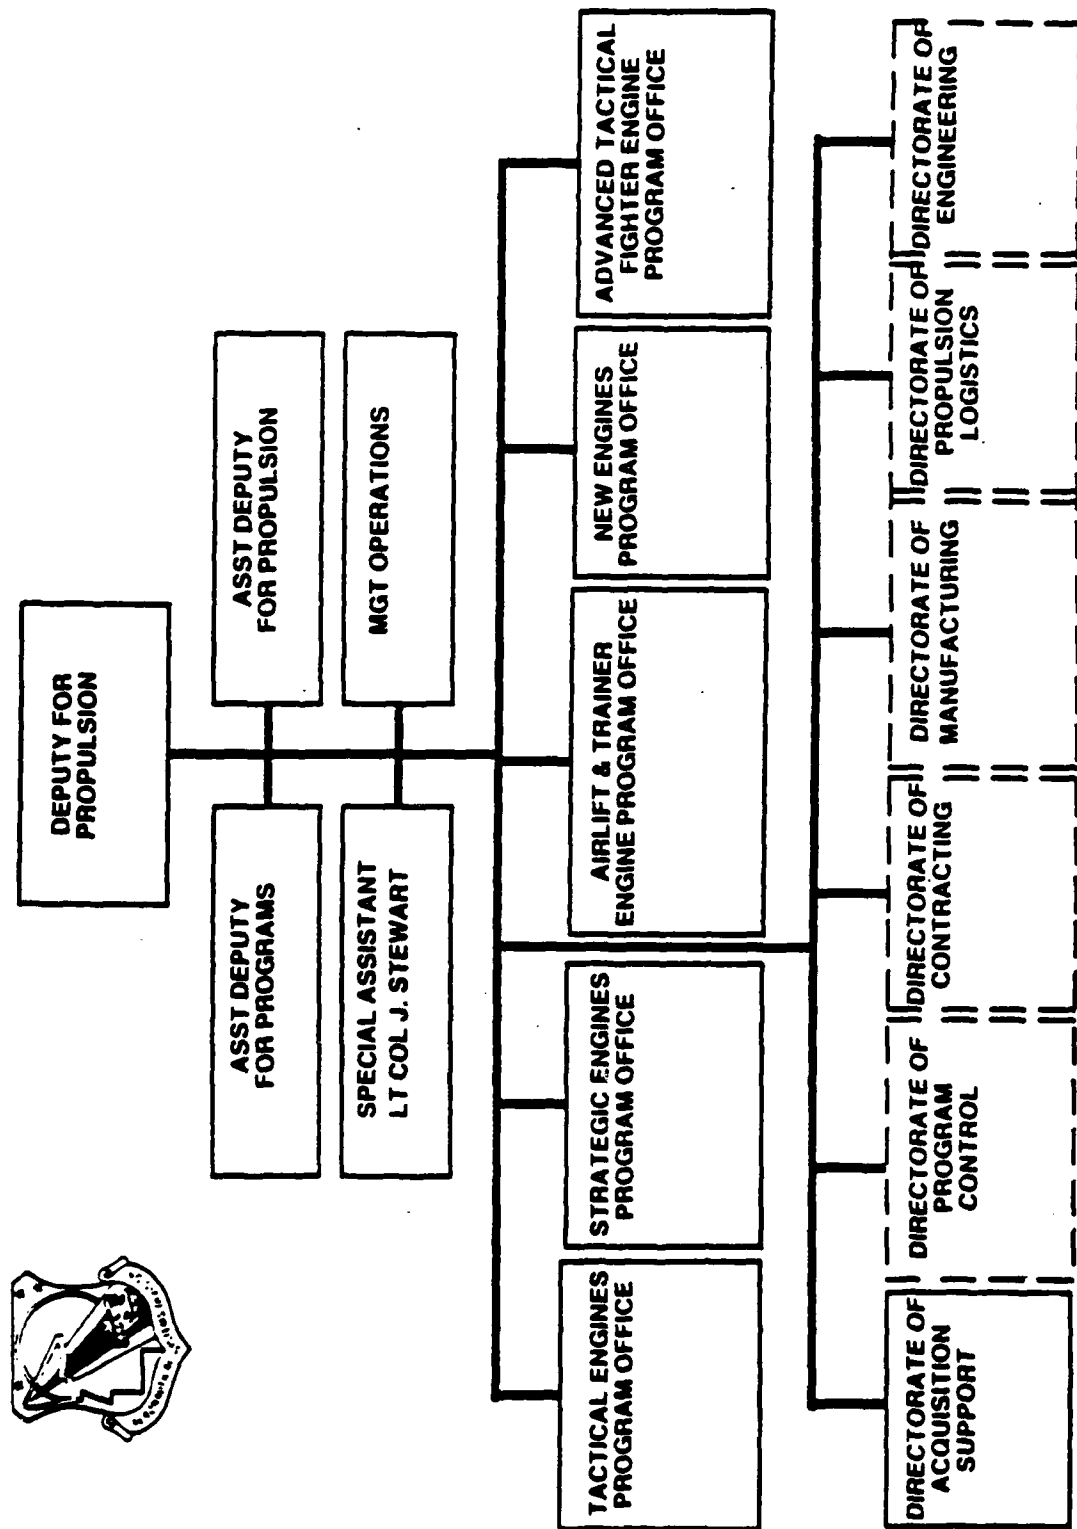 DEPUTY FOR
PROPULSION
ASST DEPUTY
FOR PROGRAMS
ASST DEPUTY
FOR PROPULSION
SPECIAL ASSISTANT
LT COL J. STEWART
MGT OPERATIONS
TACTICAL ENGINES
PROGRAM OFFICE
STRATEGIC ENGINES
PROGRAM OFFICE
AIRLIFT & TRAINER
ENGINE PROGRAM OFFICE
NEW ENGINES
PROGRAM OFFICE
ADVANCED TACTICAL
FIGHTER ENGINE
PROGRAM OFFICE
DIRECTORATE OF
ACQUISITION
SUPPORT
DIRECTORATE OF
PROGRAM
CONTROL
DIRECTORATE OF
CONTRACTING
DIRECTORATE OF
MANUFACTURING
DIRECTORATE OF
PROPULSION
LOGISTICS
DIRECTORATE OF
ENGINEERING